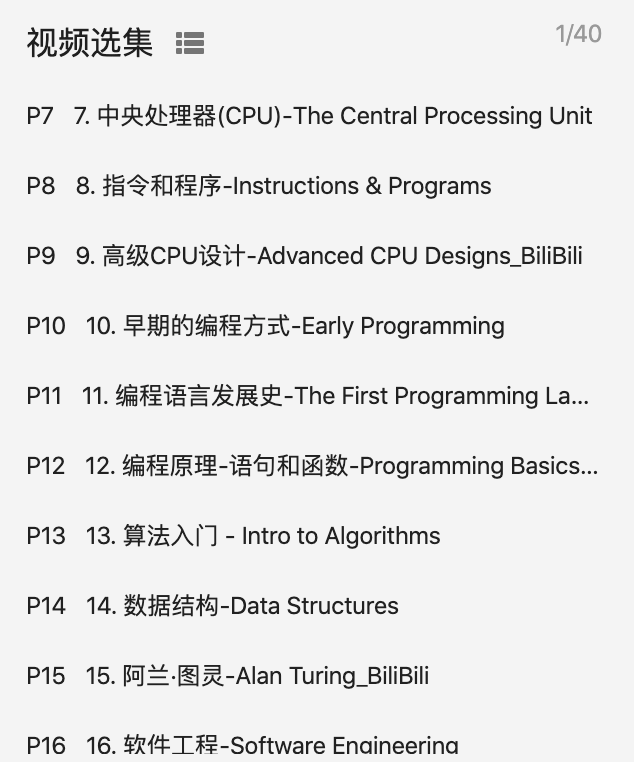 视频选集
1/40
P7 7. 中央处理器(CPU)-The Central Processing Unit
P8 8. 指令和程序-Instructions & Programs
P9 9. 高级CPU设计-Advanced CPU Designs_BiliBili
P10 10. 早期的编程方式-Early Programming
P11 11. 编程语言发展史-The First Programming La...
P12 12. 编程原理-语句和函数-Programming Basics...
P13 13. 算法入门 - Intro to Algorithms
P14 14. 数据结构-Data Structures
P15 15. 阿兰·图灵-Alan Turing_BiliBili
P16 16. 软件工程-Software Engineering